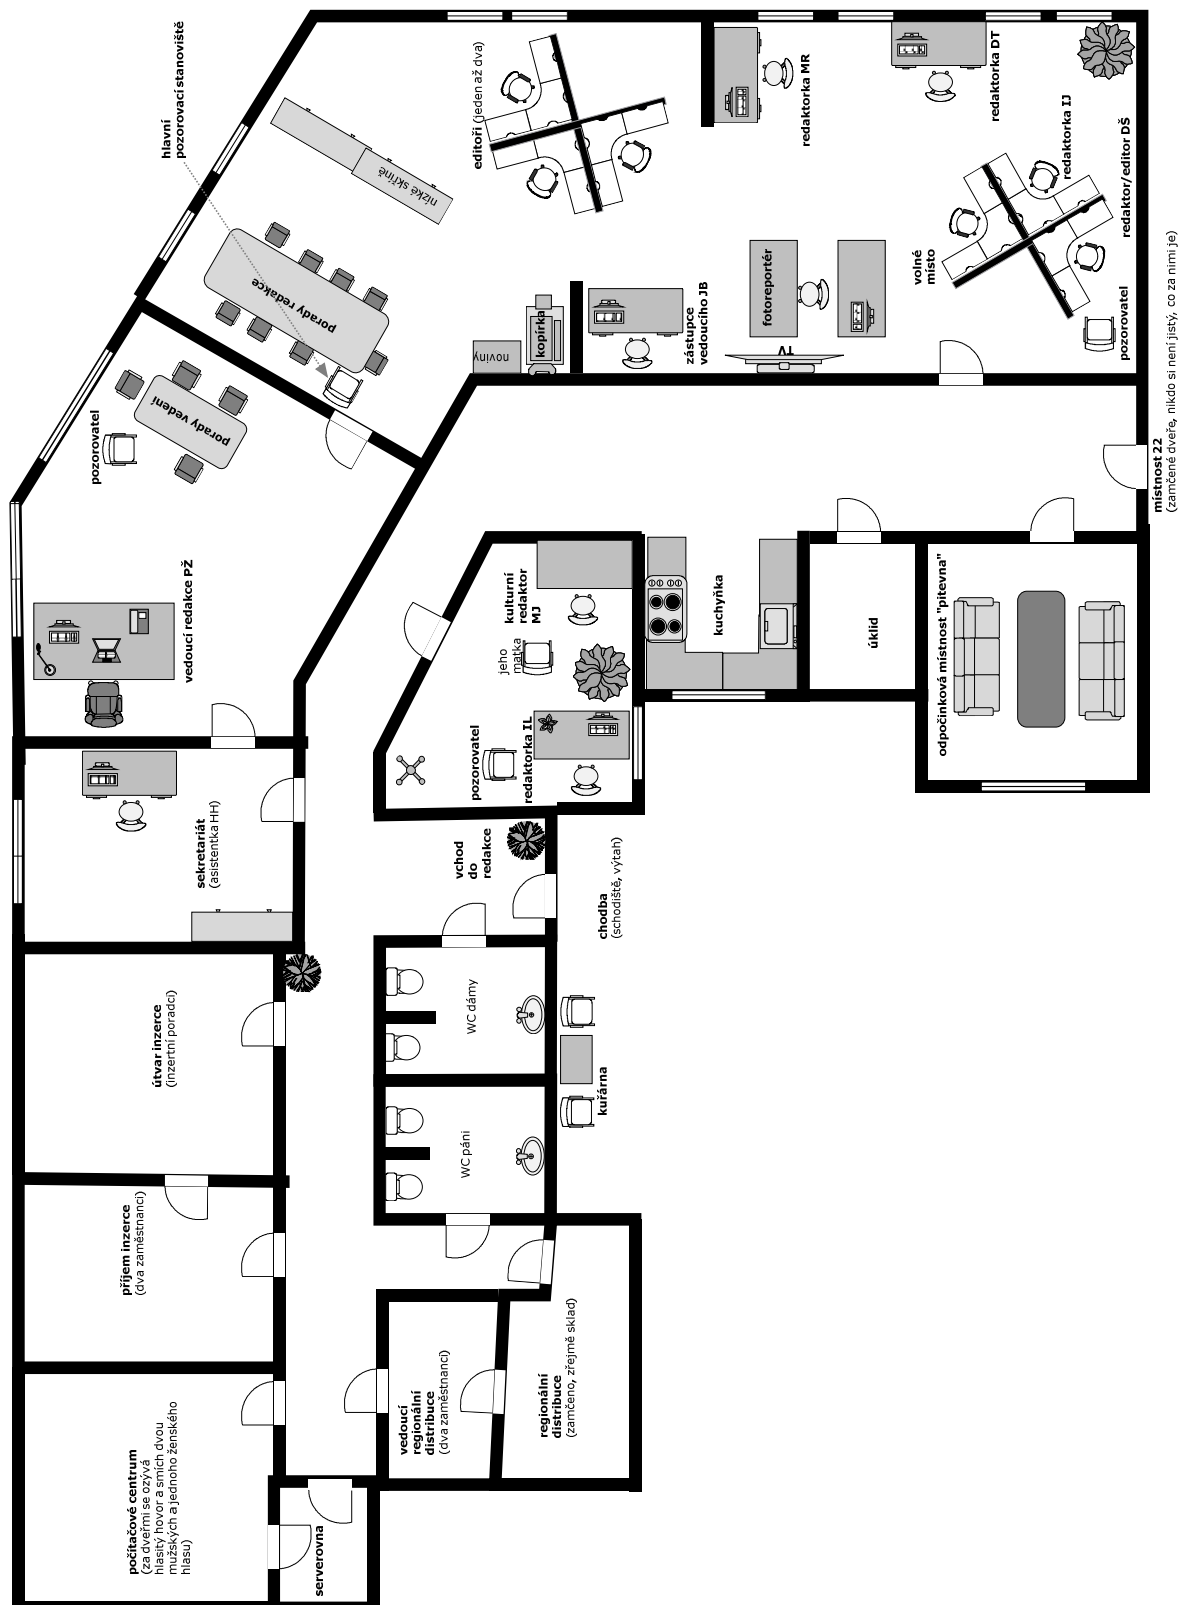 hlavní
pozorovací stanoviště
editoři (jeden až dva)
nízké skříně
porady redakce
redaktorka MR
redaktorka DT
redaktorka IJ
redaktor/editor DŠ
volné
místo
fotoreportér
TV
zástupce
vedoucího JB
kopírka
noviny
pozorovatel
porady vedení
pozorovatel
místnost 22
(zamčené dveře, nikdo si není jistý, co za nimi je)
vedoucí redakce PŽ
kulturní
redaktor
MJ
jeho
matka
kuchyňka
úklid
odpočinková místnost "pitevna"
pozorovatel
redaktorka IL
sekretariát
(asistentka HH)
vchod
do
redakce
chodba
(schodiště, výtah)
útvar inzerce
(inzertní poradci)
WC dámy
kuřárna
WC páni
příjem inzerce
(dva zaměstnanci)
vedoucí
regionální
distribuce
(dva zaměstnanci)
regionální
distribuce
(zamčeno, zřejmě sklad)
počítačové centrum
(za dveřmi se ozývá
hlasitý hovor a smích dvou
mužských a jednoho ženského
hlasu)
serverovna